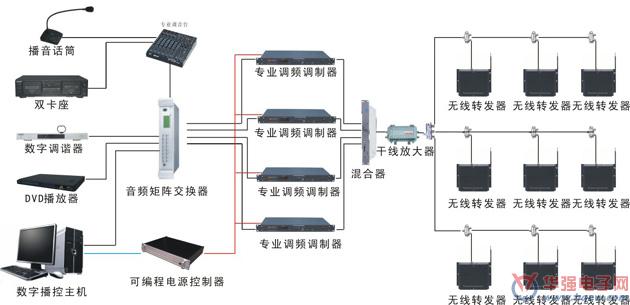 专业调音台
播音话筒
双卡座
数字调谐器
DVD播放器
数字播控主机
音频矩阵交换器
可编程电源控制器
专业调频调制器
专业调频调制器
专业调频调制器
专业调频调制器
混合器
干线放大器
无线转发器 无线转发器 无线转发器
无线转发器 无线转发器 无线转发器
无线转发器 无线转发器 无线转发器
华强电子网